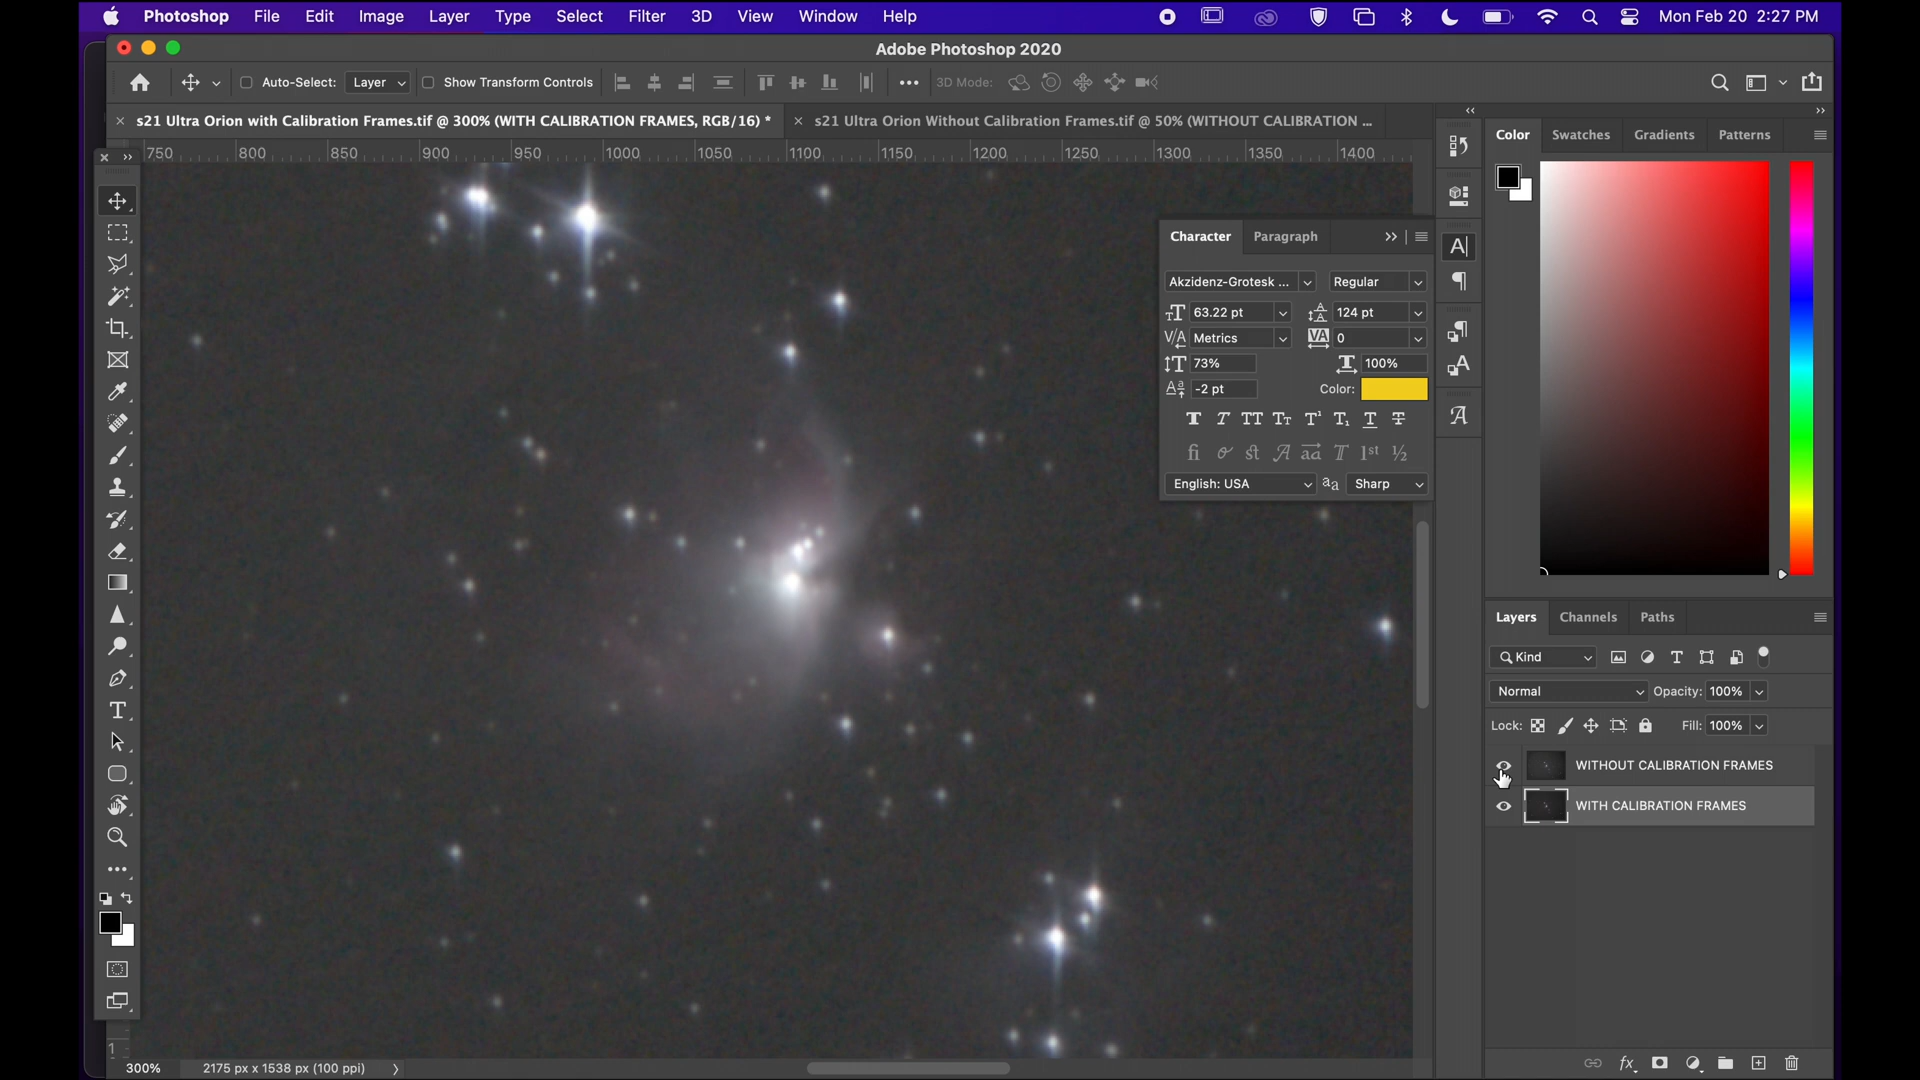 Photoshop File Edit Image Layer Type Select Filter 3D View Window Help Mon Feb 20 2:27 PM
Adobe Photoshop 2020
Auto-Select: Layer Show Transform Controls 3D Mode:
s21 Ultra Orion with Calibration Frames.tif @ 300% (WITH CALIBRATION FRAMES, RGB/16) * s21 Ultra Orion Without Calibration Frames.tif @ 50% (WITHOUT CALIBRATION ...
750 800 850 900 950 1000 1050 1100 1150 1200 1250 1300 1350 1400
Color Swatches Gradients Patterns
Character Paragraph
Akzidenz-Grotesk ... Regular
63.22 pt 124 pt
Metrics 0
73% 100%
-2 pt Color:
English: USA Sharp
Layers Channels Paths
Kind
Normal Opacity: 100%
Lock: Fill: 100%
WITHOUT CALIBRATION FRAMES
WITH CALIBRATION FRAMES
1
300% 2175 px x 1538 px (100 ppi)